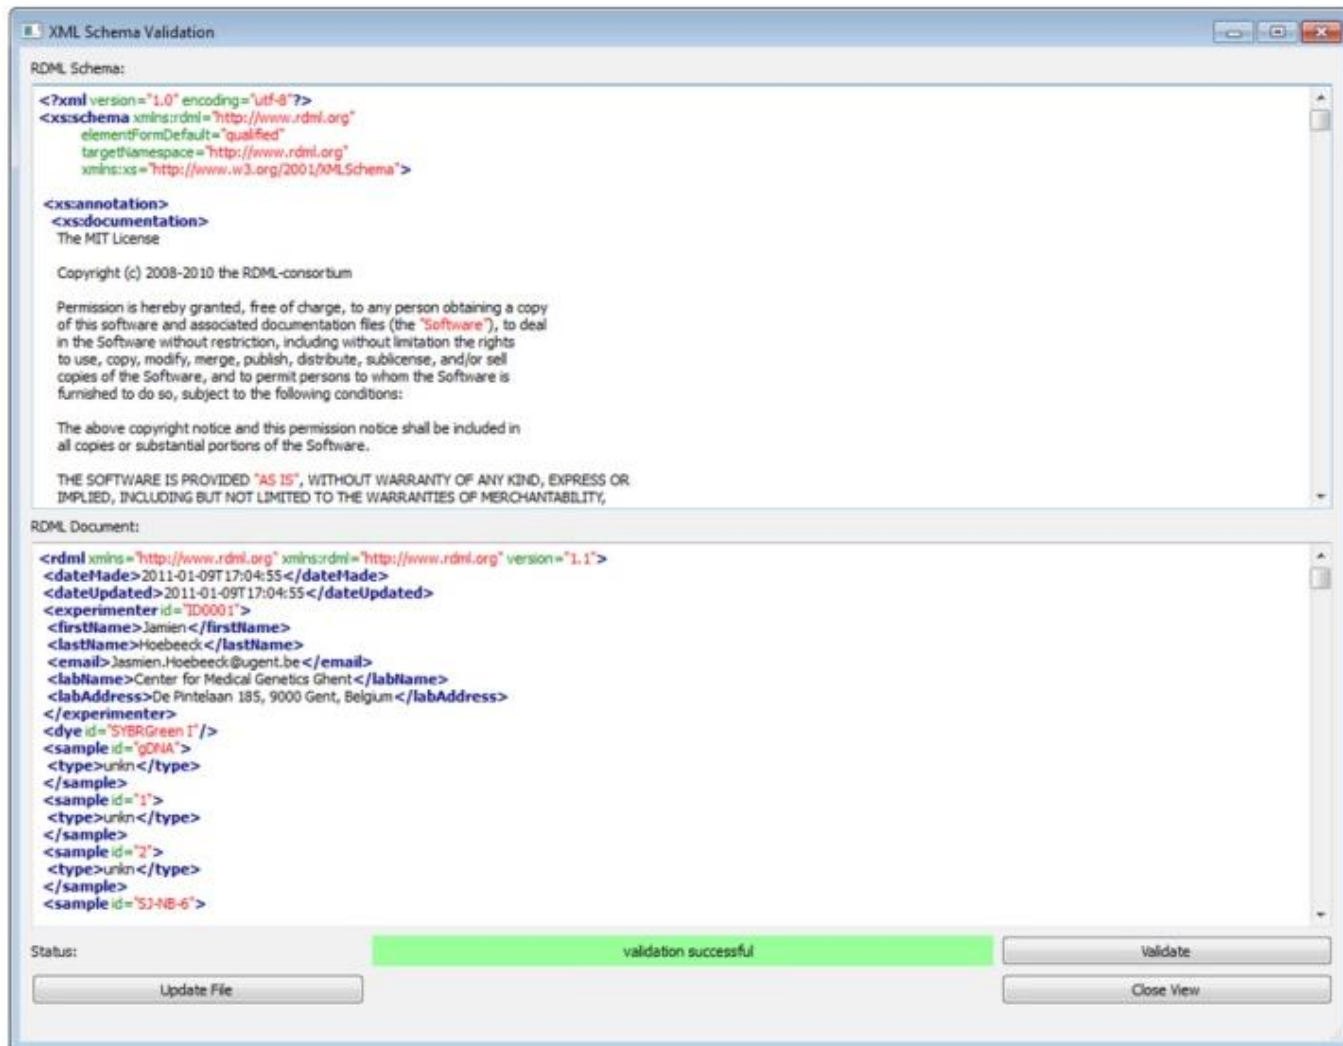 XML Schema Validation
RDML Schema:
<?xml version="1.0" encoding="utf-8"?>
<xs:schema xmlns:rdml="http://www.rdml.org"
elementFormDefault="qualified"
targetNamespace="http://www.rdml.org"
xmlns:xs="http://www.w3.org/2001/XMLSchema">
<xs:annotation>
<xs:documentation>
The MIT License
Copyright (c) 2008-2010 the RDML-consortium
Permission is hereby granted, free of charge, to any person obtaining a copy
of this software and associated documentation files (the "Software"), to deal
in the Software without restriction, including without limitation the rights
to use, copy, modify, merge, publish, distribute, sublicense, and/or sell
copies of the Software, and to permit persons to whom the Software is
furnished to do so, subject to the following conditions:
The above copyright notice and this permission notice shall be included in
all copies or substantial portions of the Software.
THE SOFTWARE IS PROVIDED "AS IS", WITHOUT WARRANTY OF ANY KIND, EXPRESS OR
IMPLIED, INCLUDING BUT NOT LIMITED TO THE WARRANTIES OF MERCHANTABILITY,
RDML Document:
<rdml xmlns="http://www.rdml.org" xmlns:rdml="http://www.rdml.org" version="1.1">
<dateMade>2011-01-09T17:04:55</dateMade>
<dateUpdated>2011-01-09T17:04:55</dateUpdated>
<experimenter id="ID0001">
<firstName>Jamien</firstName>
<lastName>Hoebeeck</lastName>
<email>Jasmien.Hoebeeck@ugent.be</email>
<labName>Center for Medical Genetics Ghent</labName>
<labAddress>De Pintelaan 185, 9000 Gent, Belgium</labAddress>
</experimenter>
<dye id="SYBRGreen I"/>
<sample id="gDNA">
<type>unkn</type>
</sample>
<sample id="1">
<type>unkn</type>
</sample>
<sample id="2">
<type>unkn</type>
</sample>
<sample id="SJ-NB-6">
Status:
validation successful
Validate
Update File
Close View